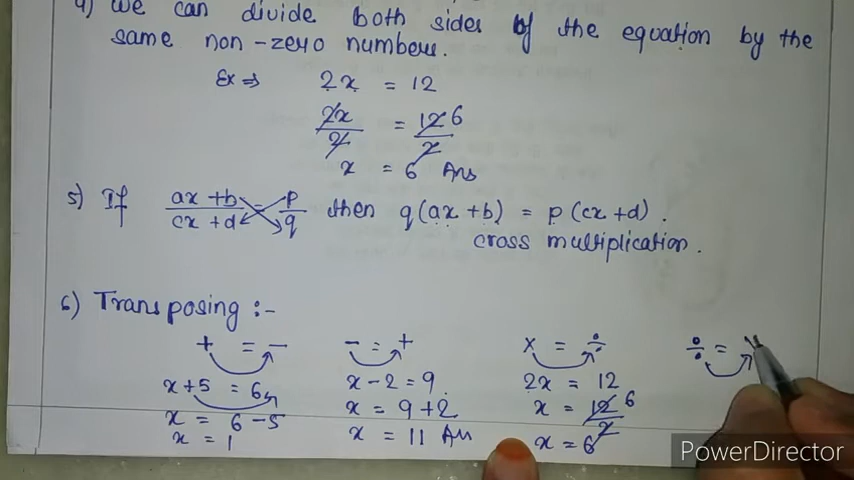 4) We can divide both sides of the equation by the
same non-zero numbers.
Ex ⇒ 2x = 12
2x/2 = 12/2 6
x = 6 Ans
5) If ax+b/cx+d = p/q then q(ax+b) = p(cx+d).
cross multiplication.
6) Transposing :-
+ = -
x+5 = 6
x = 6-5
x = 1
- = +
x-2 = 9
x = 9+2
x = 11 An
x = ÷
2x = 12
x = 12/2 6
x = 6
÷ =
PowerDirector